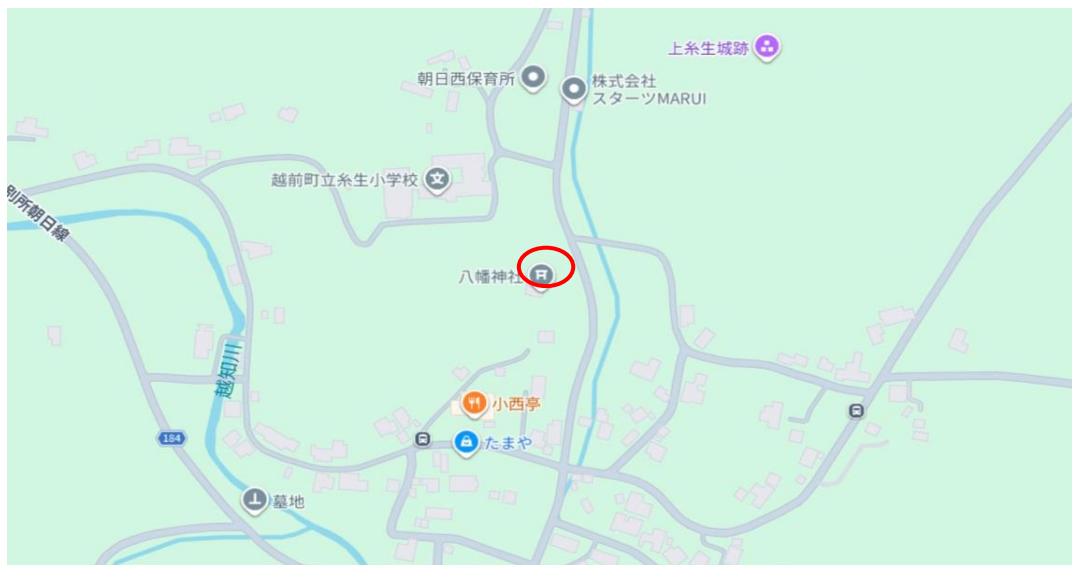 上糸生城跡
朝日西保育所
株式会社
スターツMARUI
越前町立糸生小学校
文
別所朝日線
八幡神社
越知川
小西亭
184
たまや
墓地